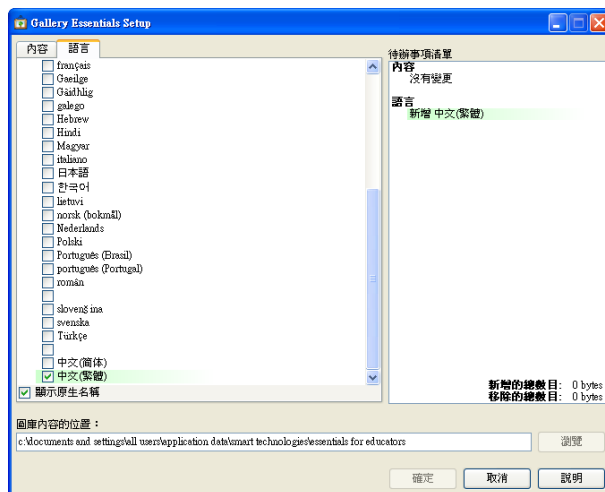 Gallery Essentials Setup
內容 語言
français
Gaeilge
Gàidhlig
galego
Hebrew
Hindi
Magyar
italiano
日本語
한국어
lietuvi
norsk (bokmål)
Nederlands
Polski
Português (Brasil)
português (Portugal)
român
slovenš ina
svenska
Türkçe
中文(简体)
中文(繁體)
顯示原生名稱
待辦事項清單
內容
沒有變更
語言
新增 中文(繁體)
新增的總數目: 0 bytes
移除的總數目: 0 bytes
圖庫內容的位置：
c:\documents and settings\all users\application data\smart technologies\essentials for educators
瀏覽
確定 取消 說明